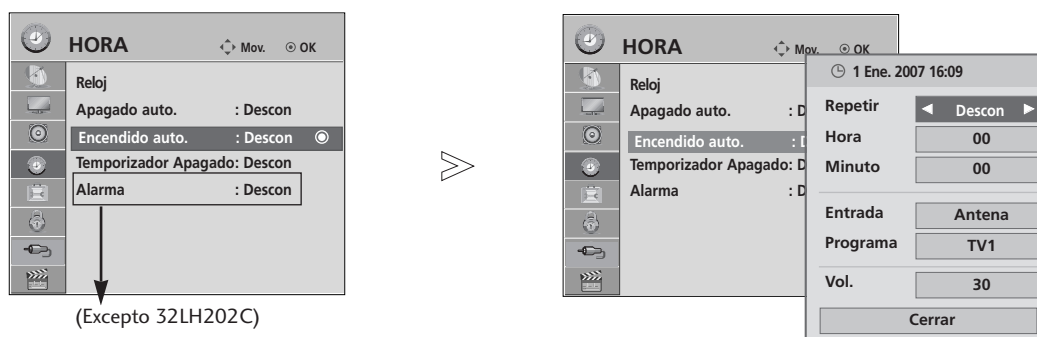 HORA Mov. OK
Reloj
Apagado auto. : Descon
Encendido auto. : Descon
Temporizador Apagado: Descon
Alarma : Descon
(Excepto 32LH202C)
HORA Mov. OK
Reloj
Apagado auto. : D
Encendido auto. : D
Temporizador Apagado: D
Alarma : D
1 Ene. 2007 16:09
Repetir Descon
Hora 00
Minuto 00
Entrada Antena
Programa TV1
Vol. 30
Cerrar